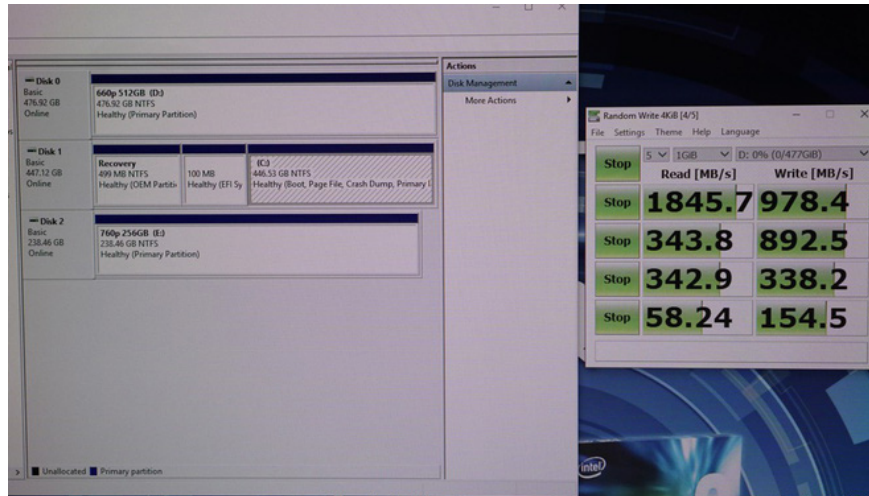 Disk 0
Basic
476.92 GB
Online
660p 512GB (D:)
476.92 GB NTFS
Healthy (Primary Partition)
Disk 1
Basic
447.12 GB
Online
Recovery
499 MB NTFS
Healthy (OEM Partiti
100 MB
Healthy (EFI Sy
(C:)
446.53 GB NTFS
Healthy (Boot, Page File, Crash Dump, Primary
Disk 2
Basic
238.46 GB
Online
760p 256GB (E:)
238.46 GB NTFS
Healthy (Primary Partition)
Unallocated Primary partition
Actions
Disk Management
More Actions
Random Write 4KiB [4/5]
File Settings Theme Help Language
Stop 5 1GiB D: 0% (0/477GiB)
Read [MB/s] Write [MB/s]
Stop 1845.7 978.4
Stop 343.8 892.5
Stop 342.9 338.2
Stop 58.24 154.5
intel